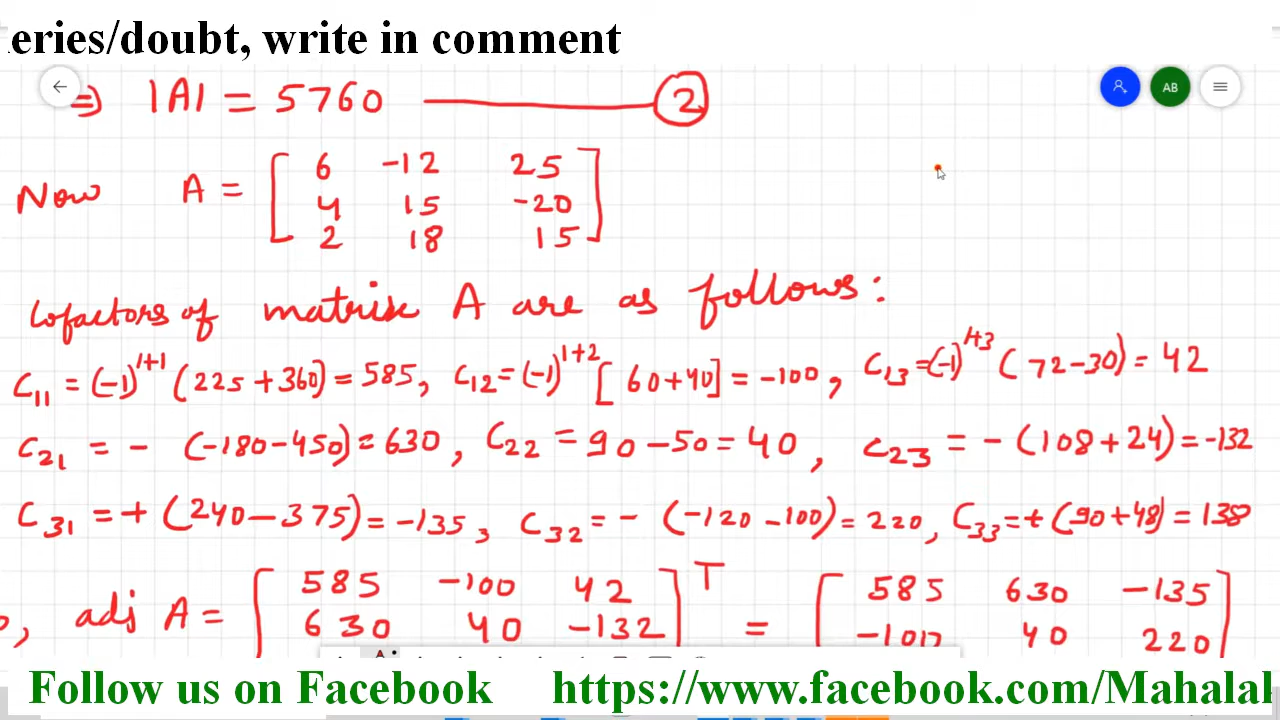 eries/doubt, write in comment
⇒ |A| = 5760 ——— ②
AB
Now A = [ 6 -12 25
4 15 -20
2 18 15 ]
Cofactors of matrix A are as follows:
C11 = (-1)^1+1 (225+360) = 585, C12 = (-1)^1+2 [60+40] = -100, C13 = (-1)^1+3 (72-30) = 42
C21 = - (-180-450) = 630, C22 = 90-50 = 40, C23 = - (108+24) = -132
C31 = + (240-375) = -135, C32 = - (-120-100) = 220, C33 = + (90+48) = 138
adj A = [ 585 -100 42 ]^T = [ 585 630 -135 ]
630 40 -132 -100 40 220
Follow us on Facebook https://www.facebook.com/Mahalal